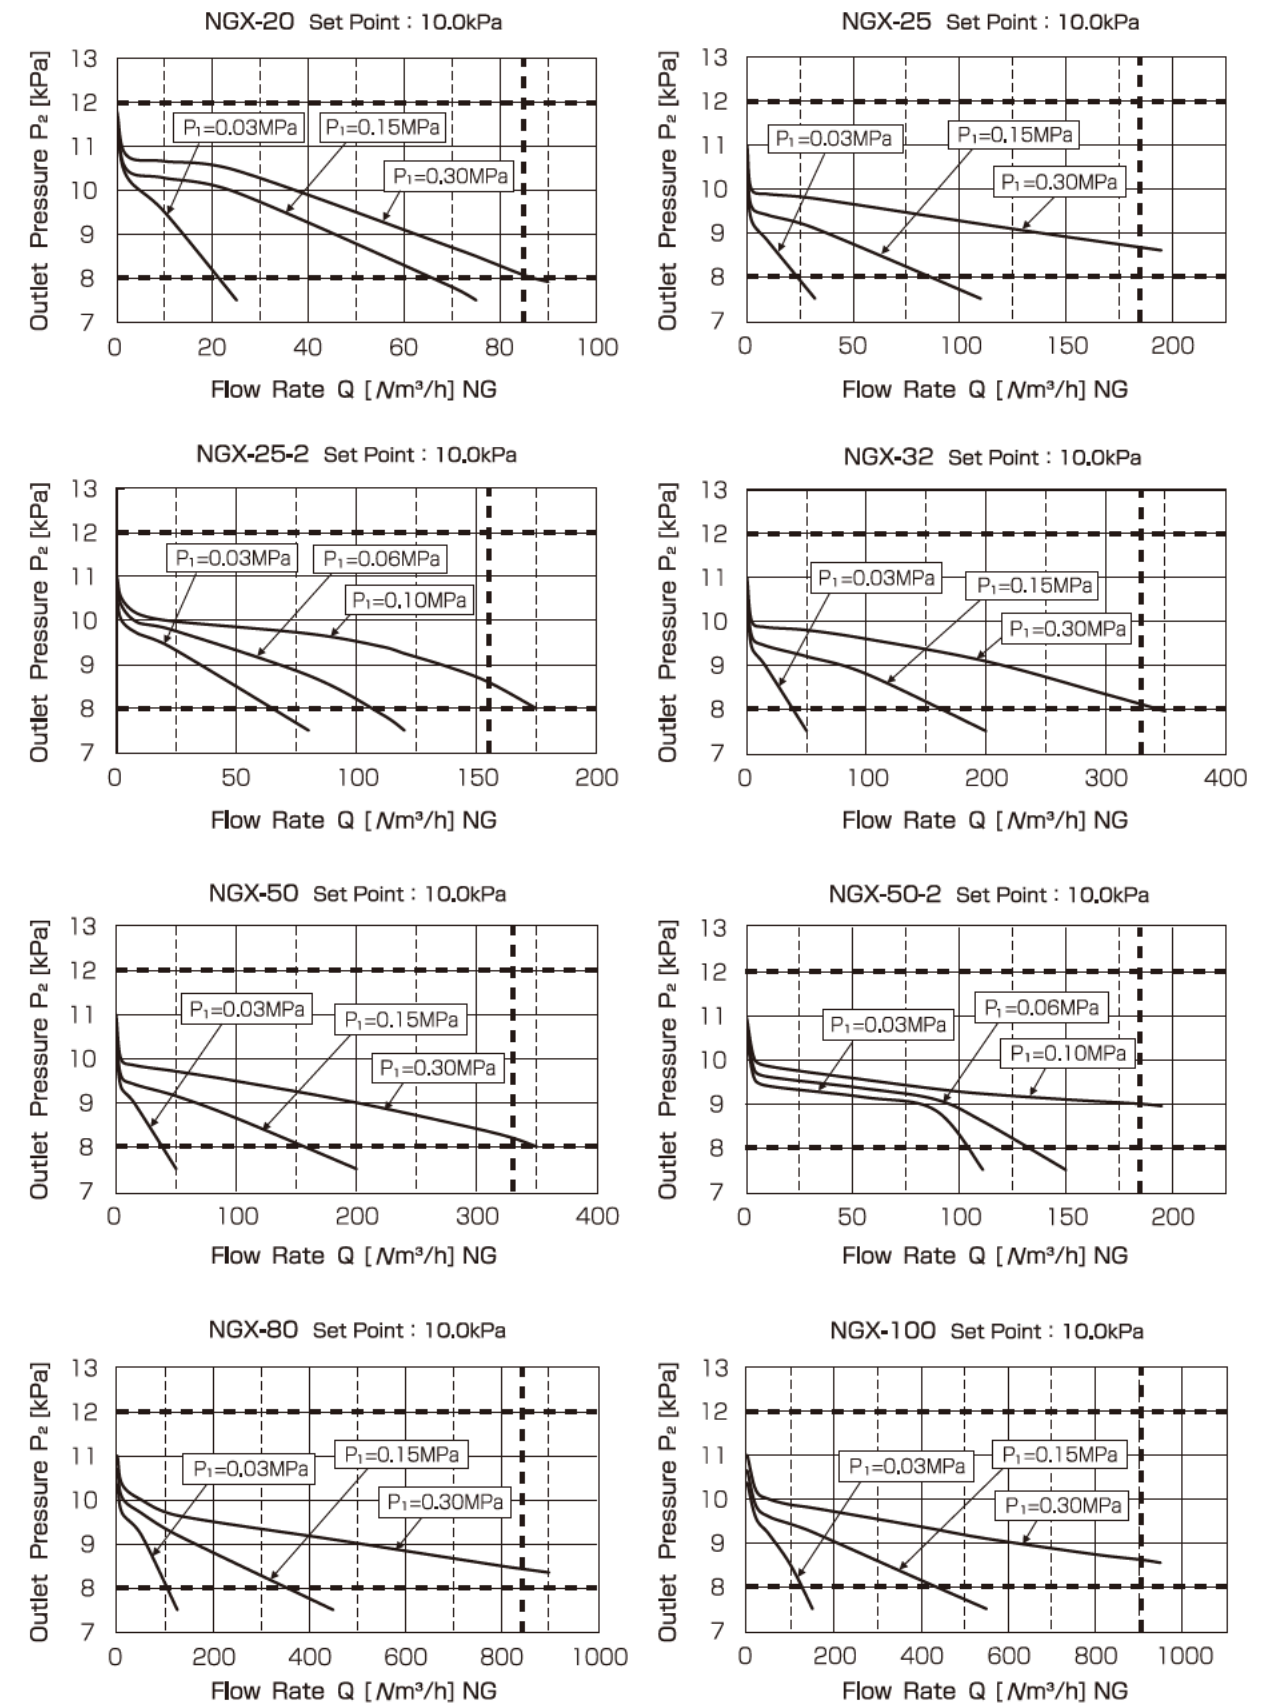 NGX-20 Set Point : 10.0kPa
Outlet Pressure P₂ [kPa]
13
12
11
10
9
8
7
P₁=0.03MPa
P₁=0.15MPa
P₁=0.30MPa
0 20 40 60 80 100
Flow Rate Q [Nm³/h] NG
NGX-25 Set Point : 10.0kPa
Outlet Pressure P₂ [kPa]
13
12
11
10
9
8
7
P₁=0.03MPa
P₁=0.15MPa
P₁=0.30MPa
0 50 100 150 200
Flow Rate Q [Nm³/h] NG
NGX-25-2 Set Point : 10.0kPa
Outlet Pressure P₂ [kPa]
13
12
11
10
9
8
7
P₁=0.03MPa
P₁=0.06MPa
P₁=0.10MPa
0 50 100 150 200
Flow Rate Q [Nm³/h] NG
NGX-32 Set Point : 10.0kPa
Outlet Pressure P₂ [kPa]
13
12
11
10
9
8
7
P₁=0.03MPa
P₁=0.15MPa
P₁=0.30MPa
0 100 200 300 400
Flow Rate Q [Nm³/h] NG
NGX-50 Set Point : 10.0kPa
Outlet Pressure P₂ [kPa]
13
12
11
10
9
8
7
P₁=0.03MPa
P₁=0.15MPa
P₁=0.30MPa
0 100 200 300 400
Flow Rate Q [Nm³/h] NG
NGX-50-2 Set Point : 10.0kPa
Outlet Pressure P₂ [kPa]
13
12
11
10
9
8
7
P₁=0.06MPa
P₁=0.03MPa
P₁=0.10MPa
0 50 100 150 200
Flow Rate Q [Nm³/h] NG
NGX-80 Set Point : 10.0kPa
Outlet Pressure P₂ [kPa]
13
12
11
10
9
8
7
P₁=0.03MPa
P₁=0.15MPa
P₁=0.30MPa
0 200 400 600 800 1000
Flow Rate Q [Nm³/h] NG
NGX-100 Set Point : 10.0kPa
Outlet Pressure P₂ [kPa]
13
12
11
10
9
8
7
P₁=0.03MPa
P₁=0.15MPa
P₁=0.30MPa
0 200 400 600 800 1000
Flow Rate Q [Nm³/h] NG